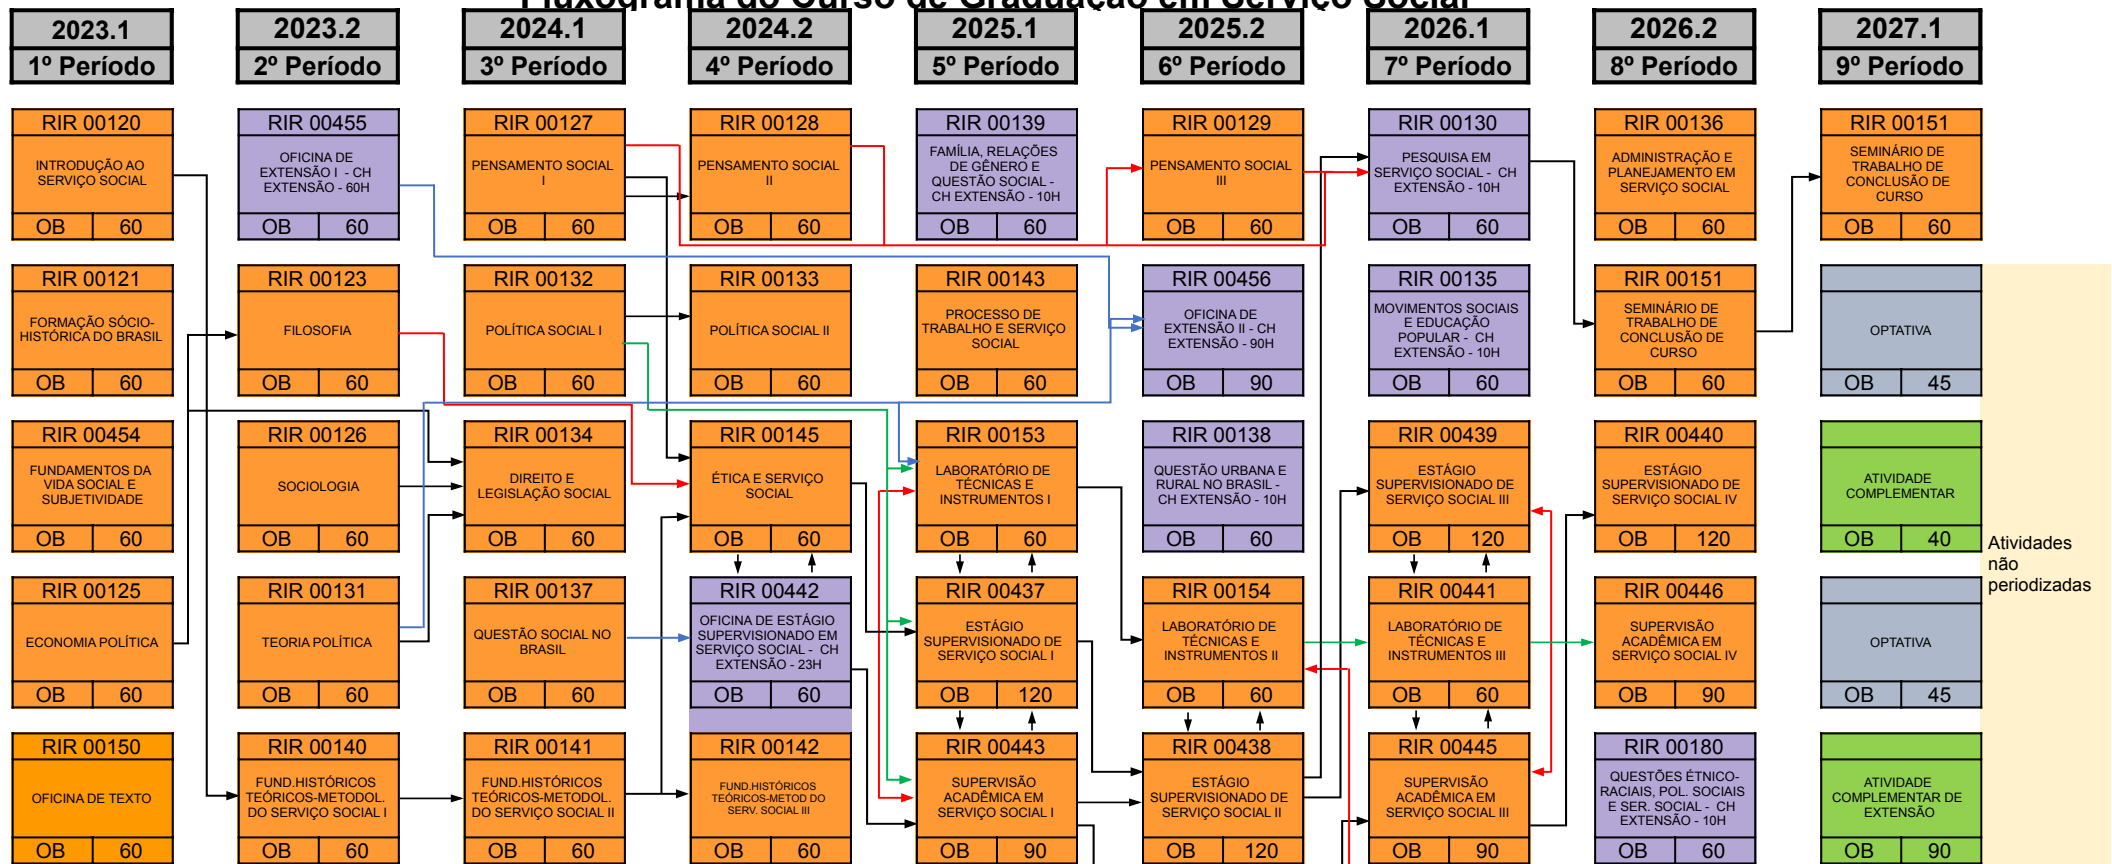 Fluxograma do Curso de Graduação em Serviço Social
2023.1
2023.2
2024.1
2024.2
2025.1
2025.2
2026.1
2026.2
2027.1
1º Período
2º Período
3º Período
4º Período
5º Período
6º Período
7º Período
8º Período
9º Período
RIR 00120
INTRODUÇÃO AO
SERVIÇO SOCIAL
OB 60
RIR 00455
OFICINA DE
EXTENSÃO I - CH
EXTENSÃO - 60H
OB 60
RIR 00127
PENSAMENTO SOCIAL
I
OB 60
RIR 00128
PENSAMENTO SOCIAL
II
OB 60
RIR 00139
FAMÍLIA, RELAÇÕES
DE GÊNERO E
QUESTÃO SOCIAL -
CH EXTENSÃO - 10H
OB 60
RIR 00129
PENSAMENTO SOCIAL
III
OB 60
RIR 00130
PESQUISA EM
SERVIÇO SOCIAL - CH
EXTENSÃO - 10H
OB 60
RIR 00136
ADMINISTRAÇÃO E
PLANEJAMENTO EM
SERVIÇO SOCIAL
OB 60
RIR 00151
SEMINÁRIO DE
TRABALHO DE
CONCLUSÃO DE
CURSO
OB 60
RIR 00121
FORMAÇÃO SÓCIO-
HISTÓRICA DO BRASIL
OB 60
RIR 00123
FILOSOFIA
OB 60
RIR 00132
POLÍTICA SOCIAL I
OB 60
RIR 00133
POLÍTICA SOCIAL II
OB 60
RIR 00143
PROCESSO DE
TRABALHO E SERVIÇO
SOCIAL
OB 60
RIR 00456
OFICINA DE
EXTENSÃO II - CH
EXTENSÃO - 90H
OB 90
RIR 00135
MOVIMENTOS SOCIAIS
E EDUCAÇÃO
POPULAR - CH
EXTENSÃO - 10H
OB 60
RIR 00151
SEMINÁRIO DE
TRABALHO DE
CONCLUSÃO DE
CURSO
OB 60
OPTATIVA
OB 45
RIR 00454
FUNDAMENTOS DA
VIDA SOCIAL E
SUBJETIVIDADE
OB 60
RIR 00126
SOCIOLOGIA
OB 60
RIR 00134
DIREITO E
LEGISLAÇÃO SOCIAL
OB 60
RIR 00145
ÉTICA E SERVIÇO
SOCIAL
OB 60
RIR 00153
LABORATÓRIO DE
TÉCNICAS E
INSTRUMENTOS I
OB 60
RIR 00138
QUESTÃO URBANA E
RURAL NO BRASIL -
CH EXTENSÃO - 10H
OB 60
RIR 00439
ESTÁGIO
SUPERVISIONADO DE
SERVIÇO SOCIAL III
OB 120
RIR 00440
ESTÁGIO
SUPERVISIONADO DE
SERVIÇO SOCIAL IV
OB 120
ATIVIDADE
COMPLEMENTAR
OB 40
Atividades
não
periodizadas
RIR 00125
ECONOMIA POLÍTICA
OB 60
RIR 00131
TEORIA POLÍTICA
OB 60
RIR 00137
QUESTÃO SOCIAL NO
BRASIL
OB 60
RIR 00442
OFICINA DE ESTÁGIO
SUPERVISIONADO EM
SERVIÇO SOCIAL - CH
EXTENSÃO - 23H
OB 60
RIR 00437
ESTÁGIO
SUPERVISIONADO DE
SERVIÇO SOCIAL I
OB 120
RIR 00154
LABORATÓRIO DE
TÉCNICAS E
INSTRUMENTOS II
OB 60
RIR 00441
LABORATÓRIO DE
TÉCNICAS E
INSTRUMENTOS III
OB 60
RIR 00446
SUPERVISÃO
ACADÊMICA EM
SERVIÇO SOCIAL IV
OB 90
OPTATIVA
OB 45
RIR 00150
OFICINA DE TEXTO
OB 60
RIR 00140
FUND.HISTÓRICOS
TEÓRICOS-METODOL.
DO SERVIÇO SOCIAL I
OB 60
RIR 00141
FUND.HISTÓRICOS
TEÓRICOS-METODOL.
DO SERVIÇO SOCIAL II
OB 60
RIR 00142
FUND.HISTÓRICOS
TEÓRICOS-METOD DO
SERV. SOCIAL III
OB 60
RIR 00443
SUPERVISÃO
ACADÊMICA EM
SERVIÇO SOCIAL I
OB 90
RIR 00438
ESTÁGIO
SUPERVISIONADO DE
SERVIÇO SOCIAL II
OB 120
RIR 00445
SUPERVISÃO
ACADÊMICA EM
SERVIÇO SOCIAL III
OB 90
RIR 00180
QUESTÕES ÉTNICO-
RACIAIS, POL. SOCIAIS
E SER. SOCIAL - CH
EXTENSÃO - 10H
OB 60
ATIVIDADE
COMPLEMENTAR DE
EXTENSÃO
OB 90